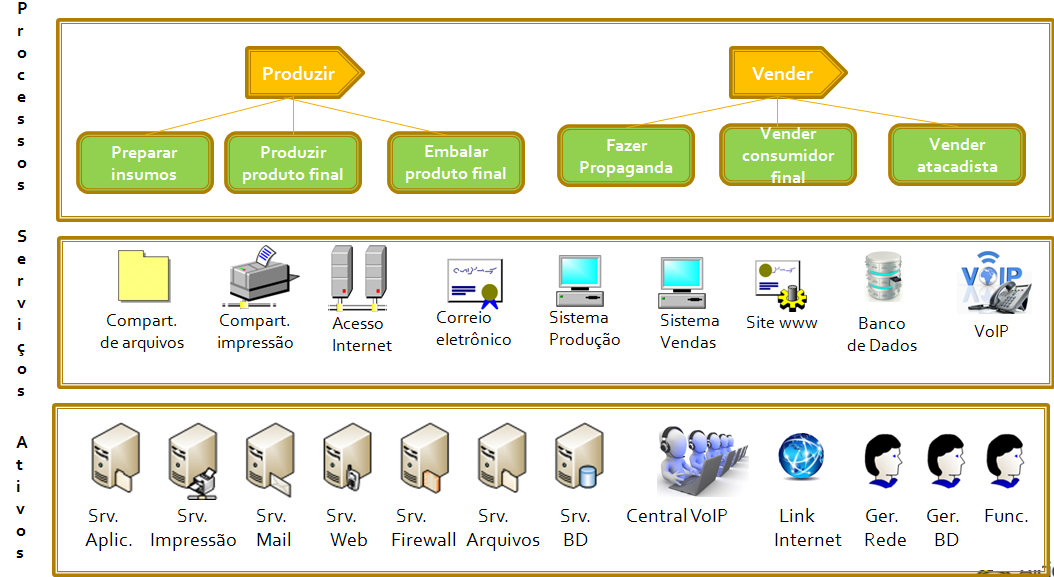 Processos
Produzir
Vender
Preparar
insumos
Produzir
produto final
Embalar
produto final
Fazer
Propaganda
Vender
consumidor
final
Vender
atacadista
Serviços
Compart.
de arquivos
Compart.
impressão
Acesso
Internet
Correio
eletrônico
Sistema
Produção
Sistema
Vendas
Site www
Banco
de Dados
VOIP
VoIP
Ativos
Srv.
Aplic.
Srv.
Impressão
Srv.
Mail
Srv.
Web
Srv.
Firewall
Srv.
Arquivos
Srv.
BD
Central VoIP
Link
Internet
Ger.
Rede
Ger.
BD
Func.